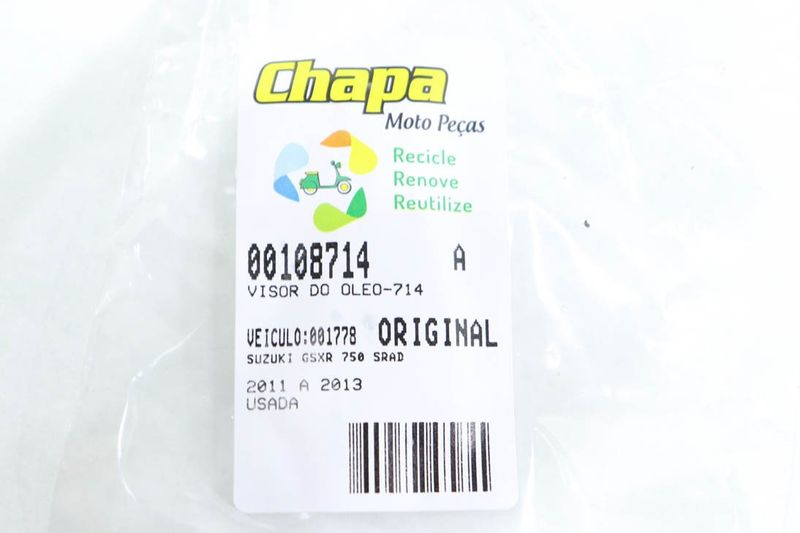 Chapa
Moto Peças
Recicle
Renove
Reutilize
00108714 A
VISOR DO OLEO-714
VEICULO:001778 ORIGINAL
SUZUKI GSXR 750 SRAD
2011 A 2013
USADA